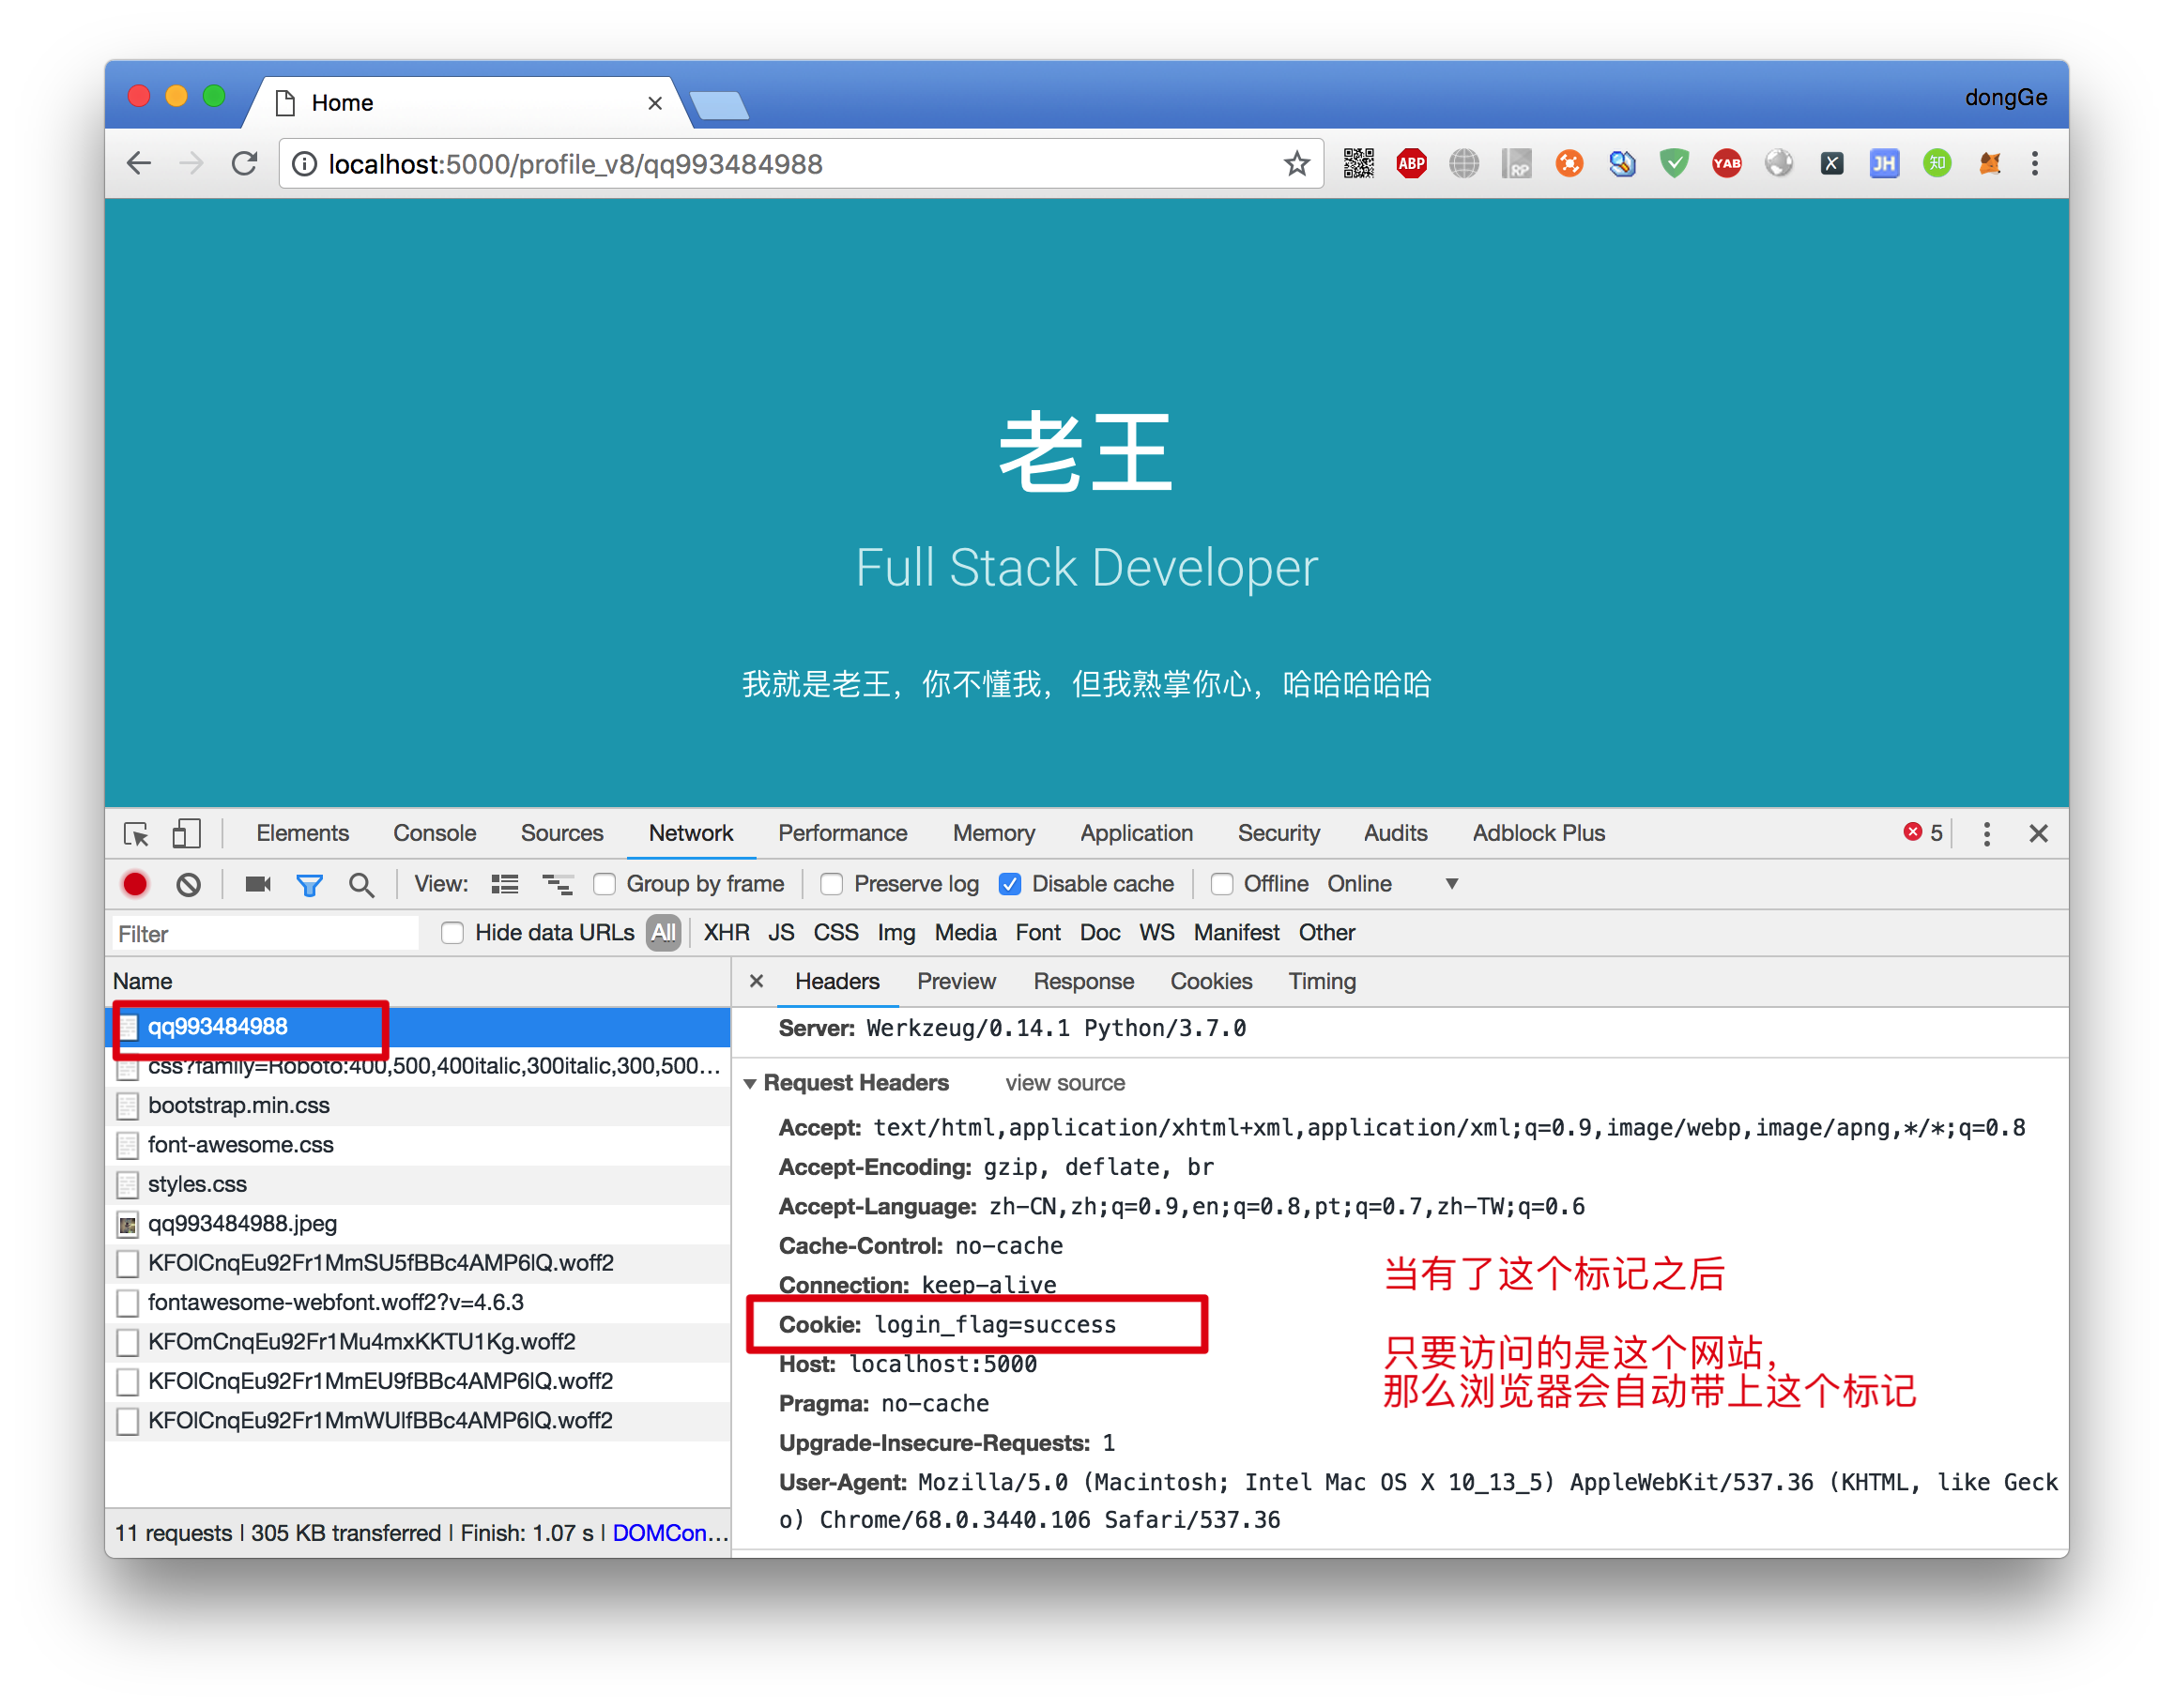 Home
dongGe
localhost:5000/profile_v8/qq993484988
ABP
RP
YAB
X
JH
知
老王
Full Stack Developer
我就是老王，你不懂我，但我熟掌你心，哈哈哈哈哈
Elements Console Sources Network Performance Memory Application Security Audits Adblock Plus 5
View: Group by frame Preserve log Disable cache Offline Online
Filter Hide data URLs All XHR JS CSS Img Media Font Doc WS Manifest Other
Name
qq993484988
css?family=Roboto:400,500,400italic,300italic,300,500...
bootstrap.min.css
font-awesome.css
styles.css
qq993484988.jpeg
KFOlCnqEu92Fr1MmSU5fBBc4AMP6lQ.woff2
fontawesome-webfont.woff2?v=4.6.3
KFOmCnqEu92Fr1Mu4mxKKTU1Kg.woff2
KFOlCnqEu92Fr1MmEU9fBBc4AMP6lQ.woff2
KFOlCnqEu92Fr1MmWUlfBBc4AMP6lQ.woff2
11 requests | 305 KB transferred | Finish: 1.07 s | DOMCon...
Headers Preview Response Cookies Timing
Server: Werkzeug/0.14.1 Python/3.7.0
Request Headers view source
Accept: text/html,application/xhtml+xml,application/xml;q=0.9,image/webp,image/apng,*/*;q=0.8
Accept-Encoding: gzip, deflate, br
Accept-Language: zh-CN,zh;q=0.9,en;q=0.8,pt;q=0.7,zh-TW;q=0.6
Cache-Control: no-cache
Connection: keep-alive
Cookie: login_flag=success
Host: localhost:5000
Pragma: no-cache
Upgrade-Insecure-Requests: 1
User-Agent: Mozilla/5.0 (Macintosh; Intel Mac OS X 10_13_5) AppleWebKit/537.36 (KHTML, like Geck
o) Chrome/68.0.3440.106 Safari/537.36
当有了这个标记之后
只要访问的是这个网站，
那么浏览器会自动带上这个标记